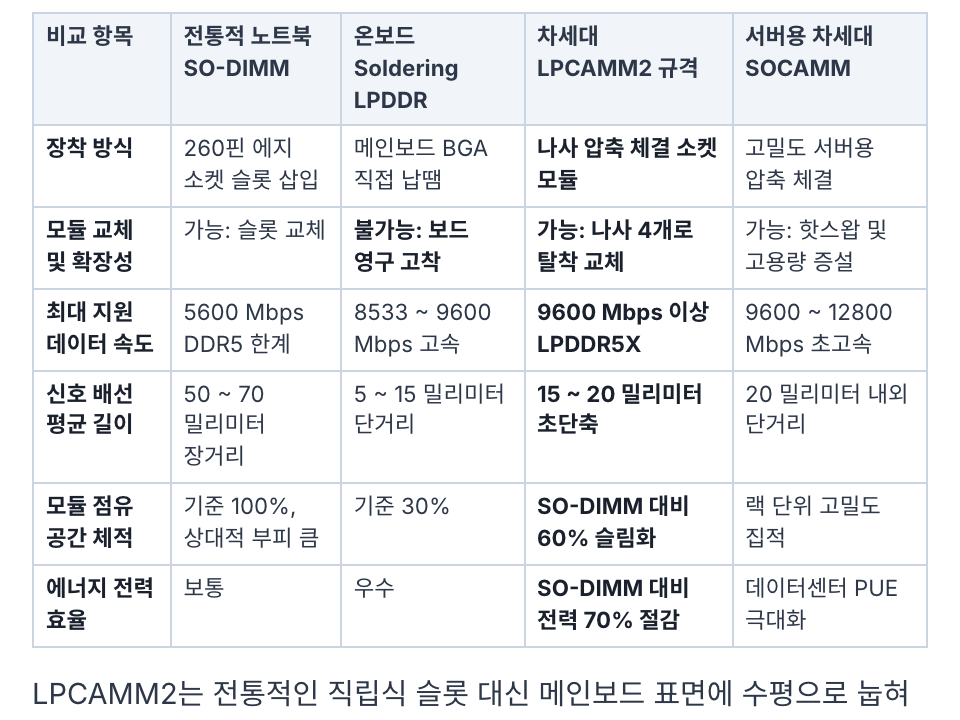 비교 항목
전통적 노트북
SO-DIMM
온보드
Soldering
LPDDR
차세대
LPCAMM2 규격
서버용 차세대
SOCAMM
장착 방식
260핀 에지
소켓 슬롯 삽입
메인보드 BGA
직접 납땜
나사 압축 체결 소켓
모듈
고밀도 서버용
압축 체결
모듈 교체
및 확장성
가능: 슬롯 교체
불가능: 보드
영구 고착
가능: 나사 4개로
탈착 교체
가능: 핫스왑 및
고용량 증설
최대 지원
데이터 속도
5600 Mbps
DDR5 한계
8533 ~ 9600
Mbps 고속
9600 Mbps 이상
LPDDR5X
9600 ~ 12800
Mbps 초고속
신호 배선
평균 길이
50 ~ 70
밀리미터
장거리
5 ~ 15 밀리미터
단거리
15 ~ 20 밀리미터
초단축
20 밀리미터 내외
단거리
모듈 점유
공간 체적
기준 100%,
상대적 부피 큼
기준 30%
SO-DIMM 대비
60% 슬림화
랙 단위 고밀도
집적
에너지 전력
효율
보통
우수
SO-DIMM 대비
전력 70% 절감
데이터센터 PUE
극대화
LPCAMM2는 전통적인 직립식 슬롯 대신 메인보드 표면에 수평으로 눕혀